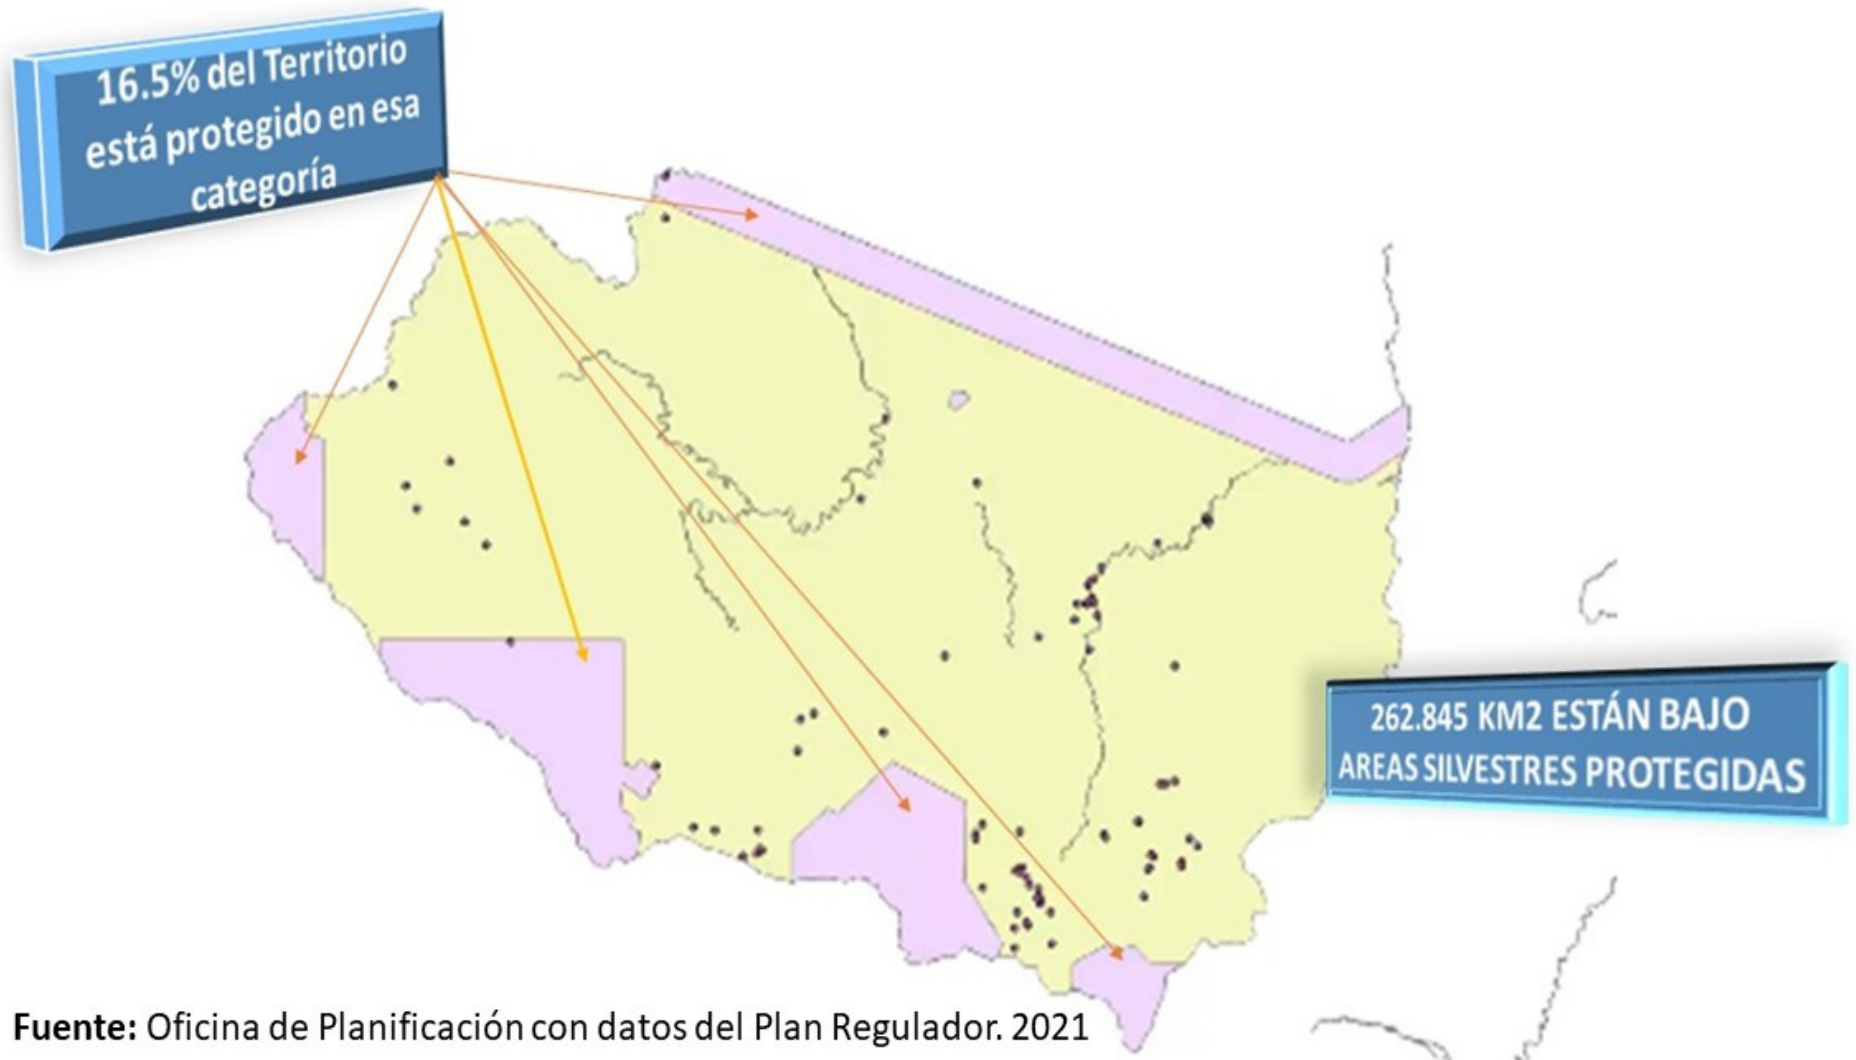 16.5% del Territorio
está protegido en esa
categoría
262.845 KM2 ESTÁN BAJO
AREAS SILVESTRES PROTEGIDAS
Fuente: Oficina de Planificación con datos del Plan Regulador. 2021